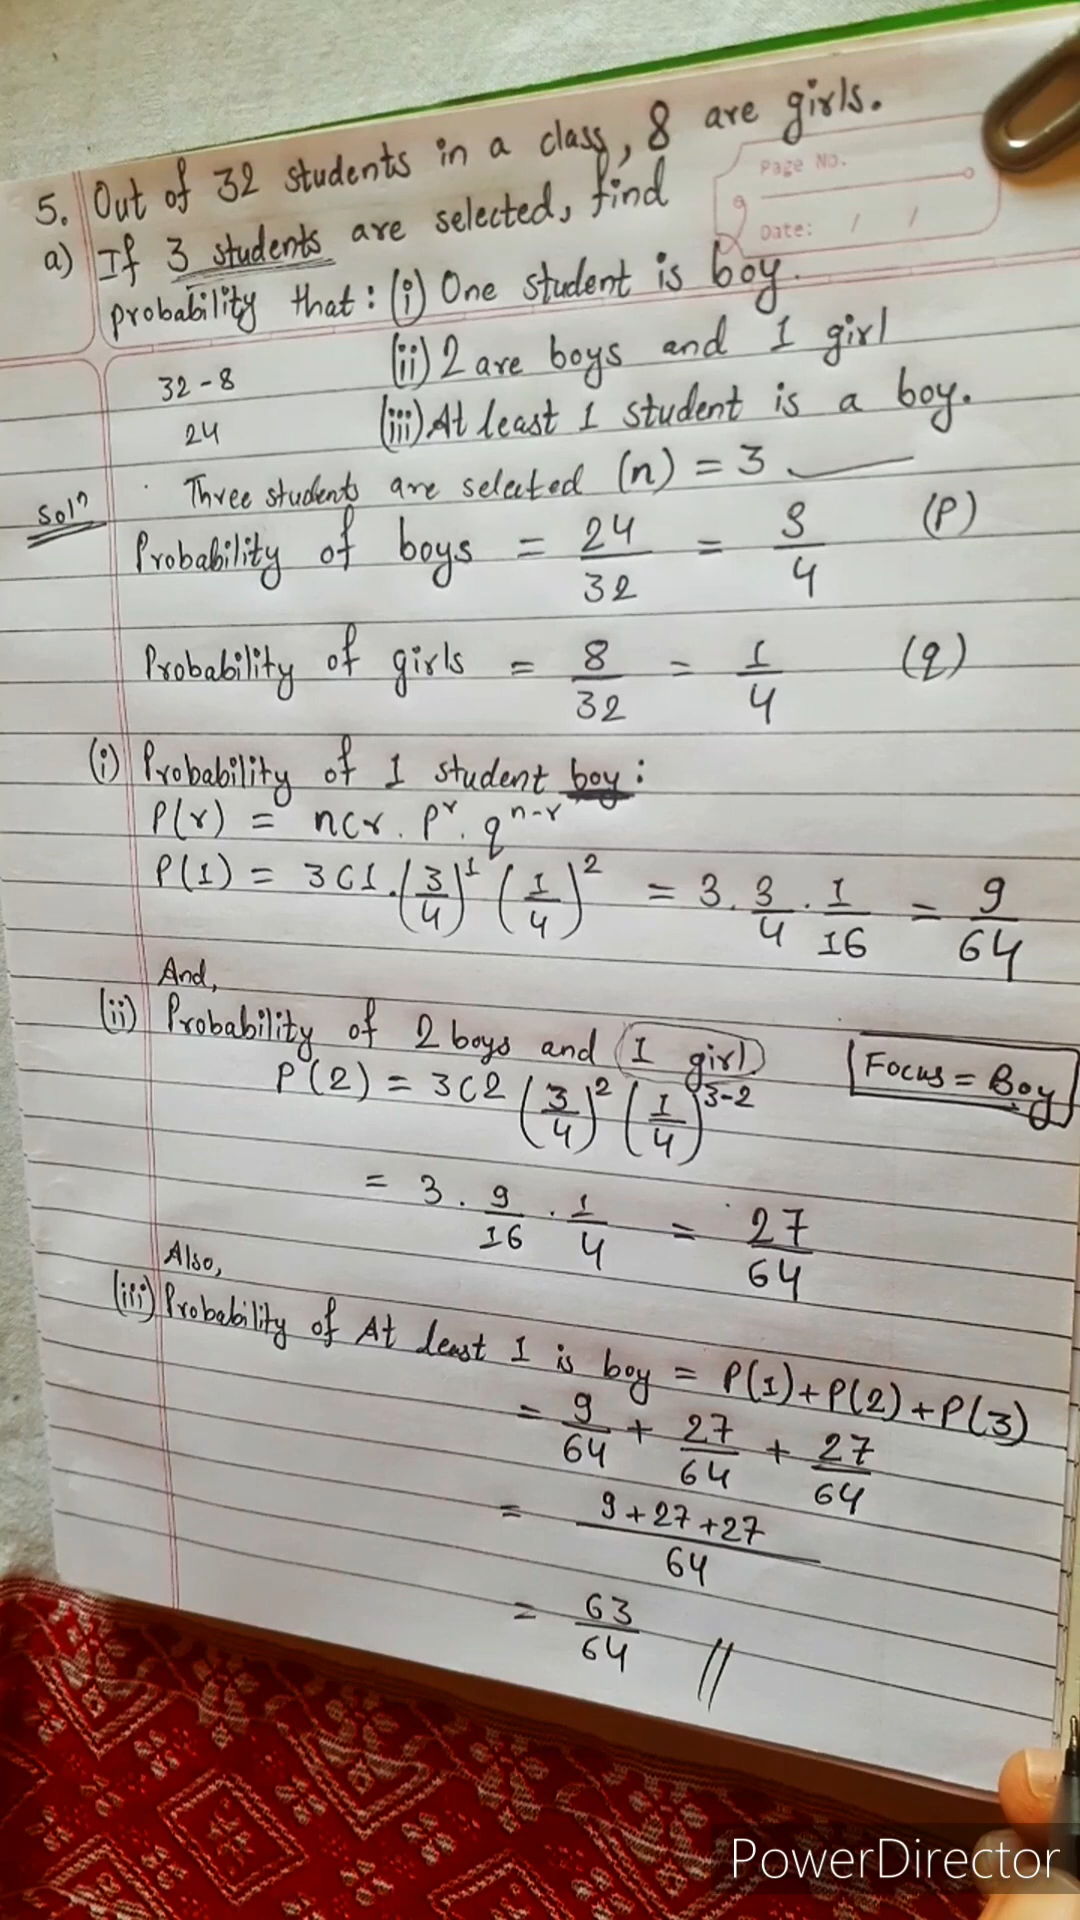 5. Out of 32 students in a class, 8 are girls.
Page No.
Date: / /
a) If 3 students are selected, find
probability that : (i) One student is boy.
(ii) 2 are boys and 1 girl
32 - 8
(iii) At least 1 student is a boy.
24
Solⁿ Three students are selected (n) = 3
Probability of boys = 24/32 = 3/4 (P)
Probability of girls = 8/32 = 1/4 (q)
(i) Probability of 1 student boy :
P(r) = ncr. P^r. q^n-r
P(1) = 3C1. (3/4)^1 (1/4)^2 = 3. 3/4 . 1/16 = 9/64
And,
(ii) Probability of 2 boys and 1 girl
Focus = Boy
P(2) = 3C2 (3/4)^2 (1/4)^3-2
= 3 . 9/16 . 1/4 = 27/64
Also,
(iii) Probability of At least 1 is boy = P(1) + P(2) + P(3)
= 9/64 + 27/64 + 27/64
= 9+27+27/64
= 63/64 //
PowerDirector